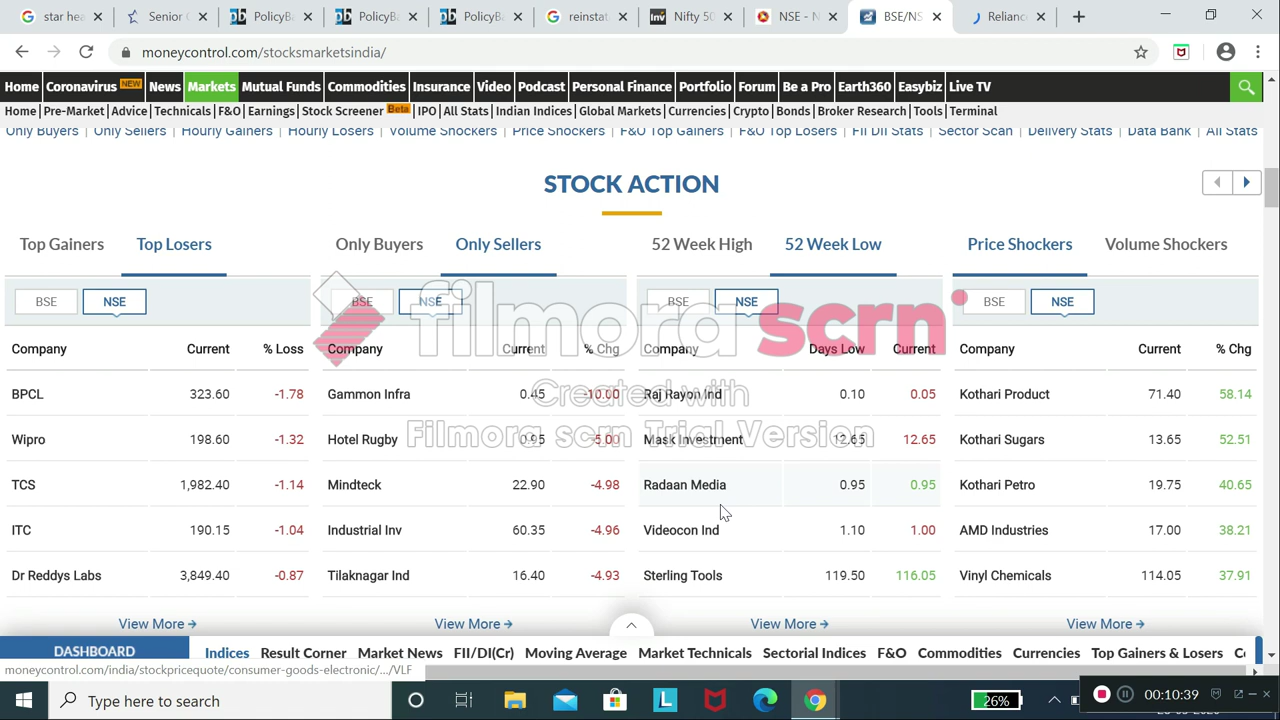 star hea
Senior C
PolicyBa
PolicyBa
PolicyBa
reinstat
Nifty 50
NSE - N
BSE/NS
Relianc
moneycontrol.com/stocksmarketsindia/
Home Coronavirus NEW News Markets Mutual Funds Commodities Insurance Video Podcast Personal Finance Portfolio Forum Be a Pro Earth360 Easybiz Live TV
Home Pre-Market Advice Technicals F&O Earnings Stock Screener Beta IPO All Stats Indian Indices Global Markets Currencies Crypto Bonds Broker Research Tools Terminal
Only Buyers Only Sellers Hourly Gainers Hourly Losers Volume Shockers Price Shockers F&O Top Gainers F&O Top Losers FII DII Stats Sector Scan Delivery Stats Data Bank All Stats
STOCK ACTION
Top Gainers Top Losers Only Buyers Only Sellers 52 Week High 52 Week Low Price Shockers Volume Shockers
BSE NSE BSE NSE BSE NSE BSE NSE
filmora scrn
Company Current % Loss Company Current % Chg Company Days Low Current Company Current % Chg
BPCL 323.60 -1.78 Gammon Infra 0.45 -10.00 Raj Rayon Ind 0.10 0.05 Kothari Product 71.40 58.14
Created with
Wipro 198.60 -1.32 Hotel Rugby 0.95 -5.00 Mask Investment 12.65 12.65 Kothari Sugars 13.65 52.51
Filmora scrn Trial Version
TCS 1,982.40 -1.14 Mindteck 22.90 -4.98 Radaan Media 0.95 0.95 Kothari Petro 19.75 40.65
ITC 190.15 -1.04 Industrial Inv 60.35 -4.96 Videocon Ind 1.10 1.00 AMD Industries 17.00 38.21
Dr Reddys Labs 3,849.40 -0.87 Tilaknagar Ind 16.40 -4.93 Sterling Tools 119.50 116.05 Vinyl Chemicals 114.05 37.91
View More View More View More View More
DASHBOARD Indices Result Corner Market News FII/DI(Cr) Moving Average Market Technicals Sectorial Indices F&O Commodities Currencies Top Gainers & Losers
moneycontrol.com/india/stockpricequote/consumer-goods-electronic/.../VLF
Type here to search
26%
00:10:39